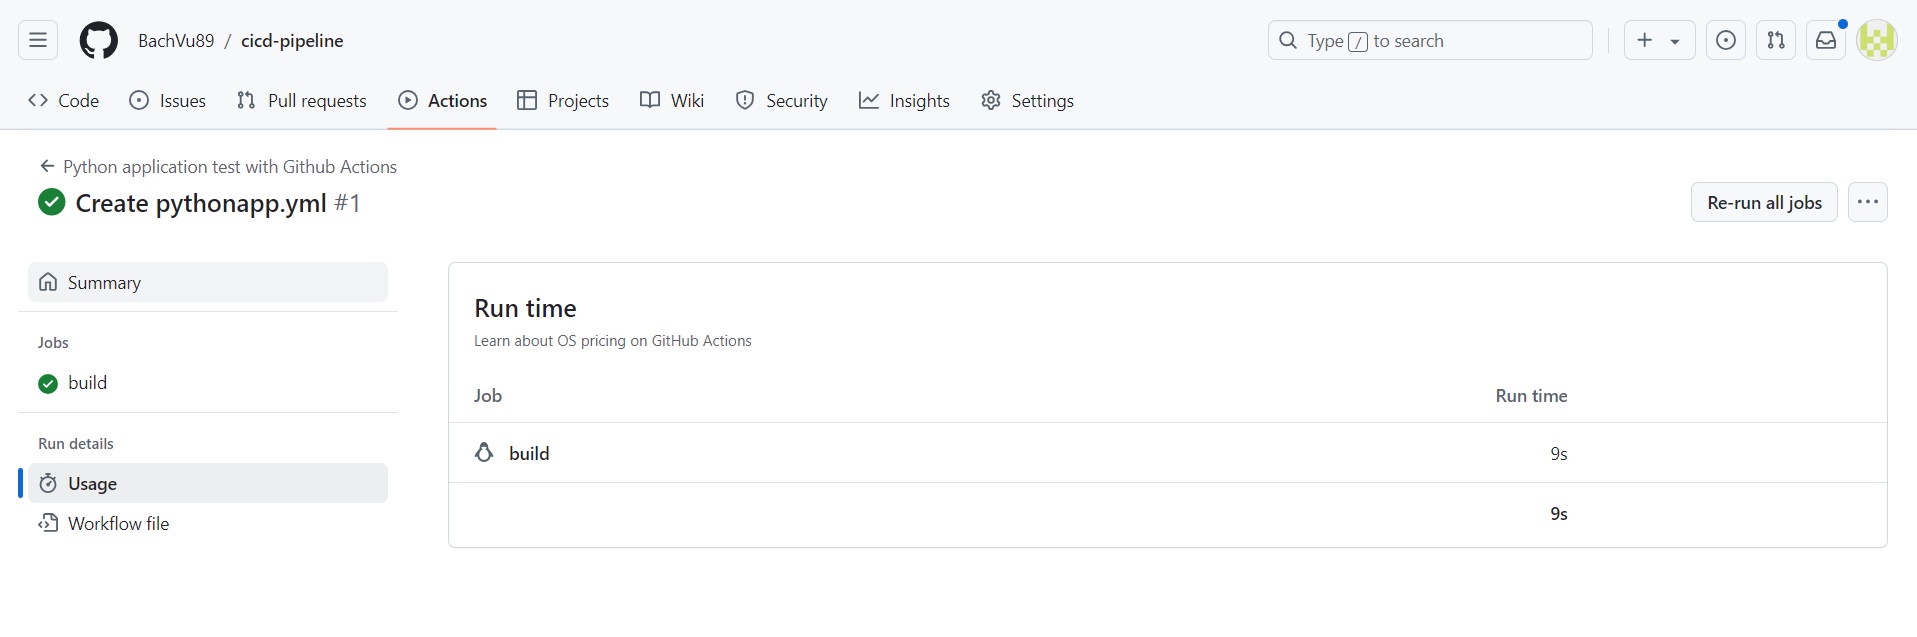 BachVu89 / cicd-pipeline
Type / to search
Code Issues Pull requests Actions Projects Wiki Security Insights Settings
Python application test with Github Actions
Create pythonapp.yml #1
Re-run all jobs
Summary
Jobs
build
Run details
Usage
Workflow file
Run time
Learn about OS pricing on GitHub Actions
Job Run time
build 9s
9s